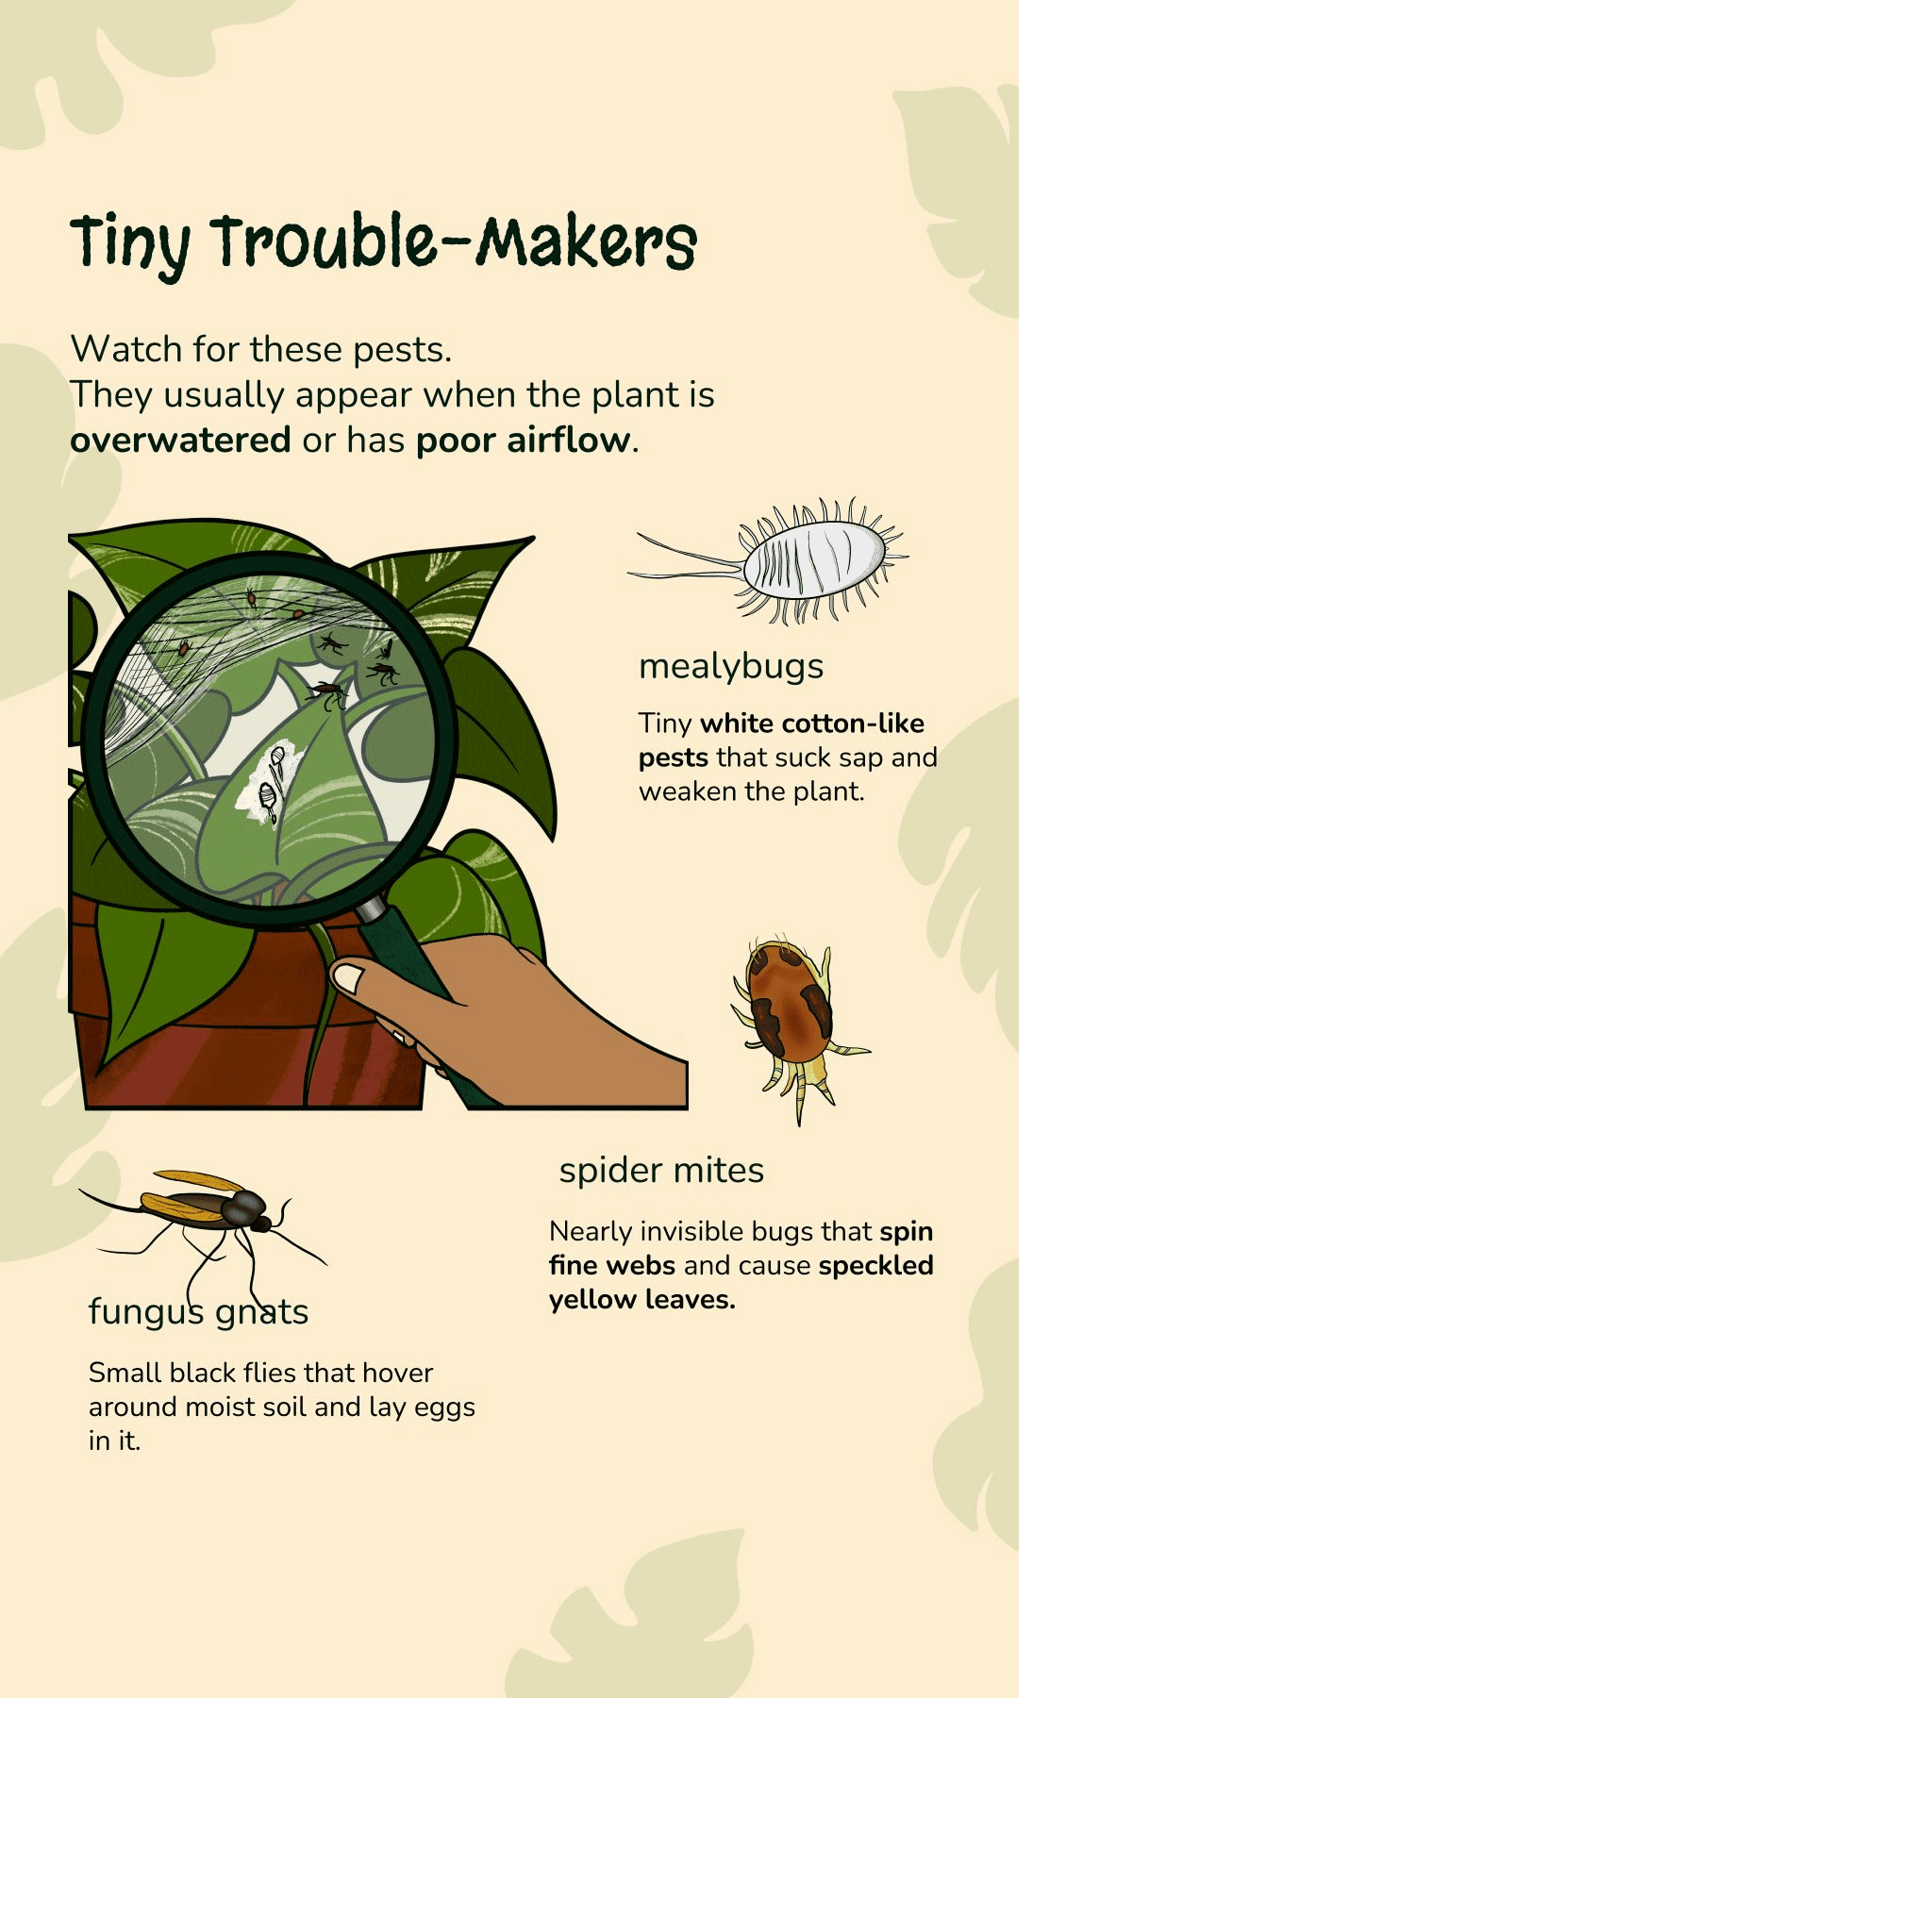 Tiny Trouble-Makers
Watch for these pests.
They usually appear when the plant is
overwatered or has poor airflow.
mealybugs
Tiny white cotton-like
pests that suck sap and
weaken the plant.
spider mites
Nearly invisible bugs that spin
fine webs and cause speckled
yellow leaves.
fungus gnats
Small black flies that hover
around moist soil and lay eggs
in it.